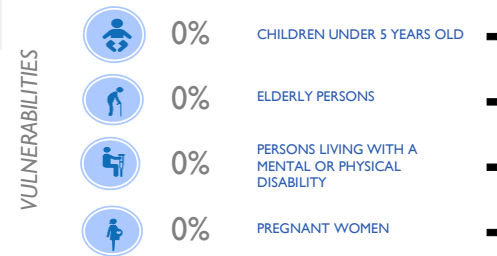 VULNERABILITIES
0%
CHILDREN UNDER 5 YEARS OLD
0%
ELDERLY PERSONS
0%
PERSONS LIVING WITH A
MENTAL OR PHYSICAL
DISABILITY
0%
PREGNANT WOMEN